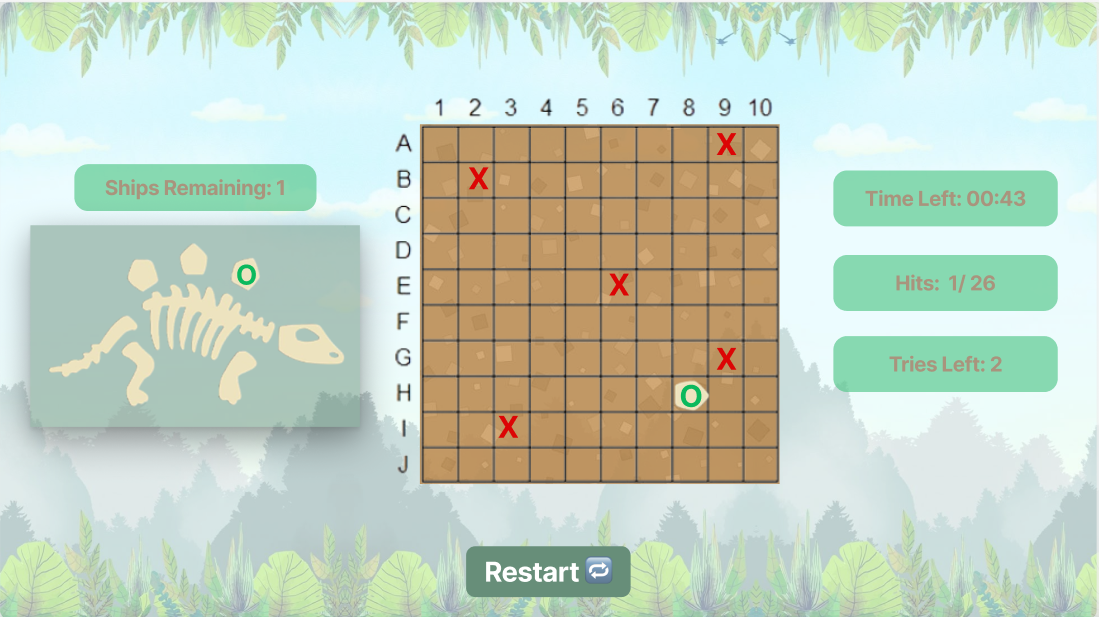 1 2 3 4 5 6 7 8 9 10
A X
Ships Remaining: 1
B X
Time Left: 00:43
C
D
O
E X
Hits: 1/ 26
F
G X
Tries Left: 2
H O
I X
J
Restart